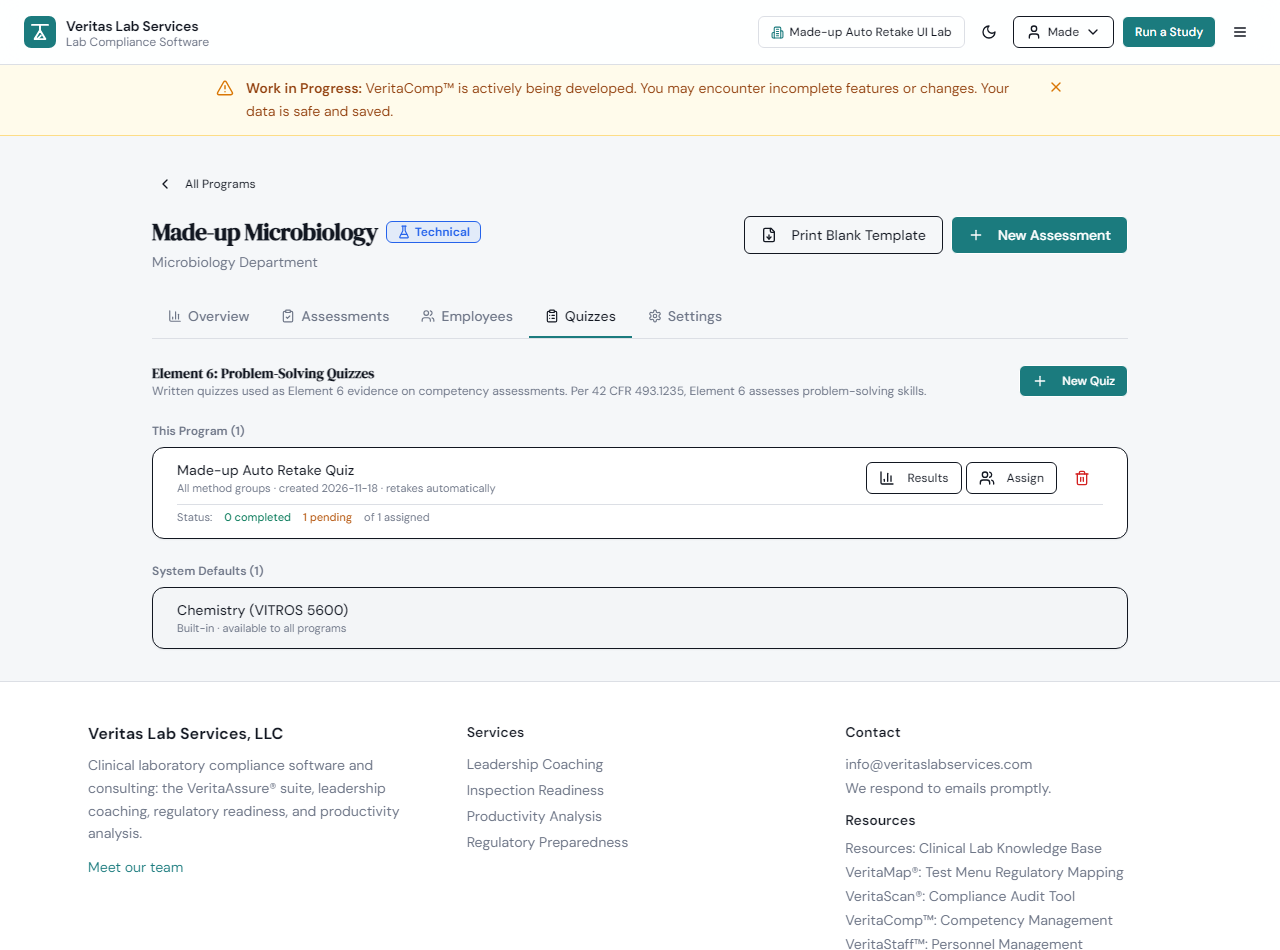 Veritas Lab Services
Lab Compliance Software
Made-up Auto Retake UI Lab
Made
Run a Study
Work in Progress: VeritaComp™ is actively being developed. You may encounter incomplete features or changes. Your
data is safe and saved.
All Programs
Made-up Microbiology
Technical
Microbiology Department
Print Blank Template
New Assessment
Overview
Assessments
Employees
Quizzes
Settings
Element 6: Problem-Solving Quizzes
Written quizzes used as Element 6 evidence on competency assessments. Per 42 CFR 493.1235, Element 6 assesses problem-solving skills.
New Quiz
This Program (1)
Made-up Auto Retake Quiz
All method groups · created 2026-11-18 · retakes automatically
Results
Assign
Status: 0 completed 1 pending of 1 assigned
System Defaults (1)
Chemistry (VITROS 5600)
Built-in · available to all programs
Veritas Lab Services, LLC
Clinical laboratory compliance software and
consulting: the VeritaAssure® suite, leadership
coaching, regulatory readiness, and productivity
analysis.
Meet our team
Services
Leadership Coaching
Inspection Readiness
Productivity Analysis
Regulatory Preparedness
Contact
info@veritaslabservices.com
We respond to emails promptly.
Resources
Resources: Clinical Lab Knowledge Base
VeritaMap®: Test Menu Regulatory Mapping
VeritaScan®: Compliance Audit Tool
VeritaComp™: Competency Management
VeritaStaff™: Personnel Management